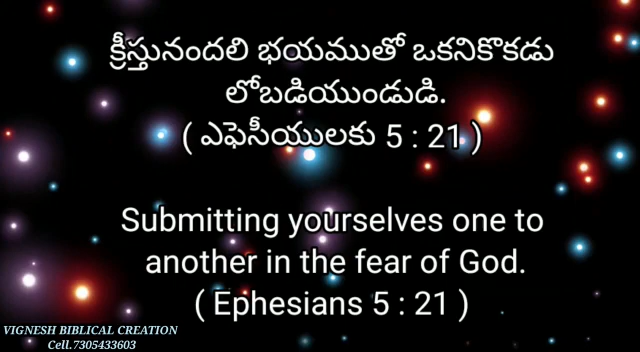 క్రీస్తునందలి భయముతో ఒకనికొకడు
లోబడియుండుడి.
( ఎఫెసీయులకు 5 : 21 )
Submitting yourselves one to
another in the fear of God.
( Ephesians 5 : 21 )
VIGNESH BIBLICAL CREATION
Cell.7305433603